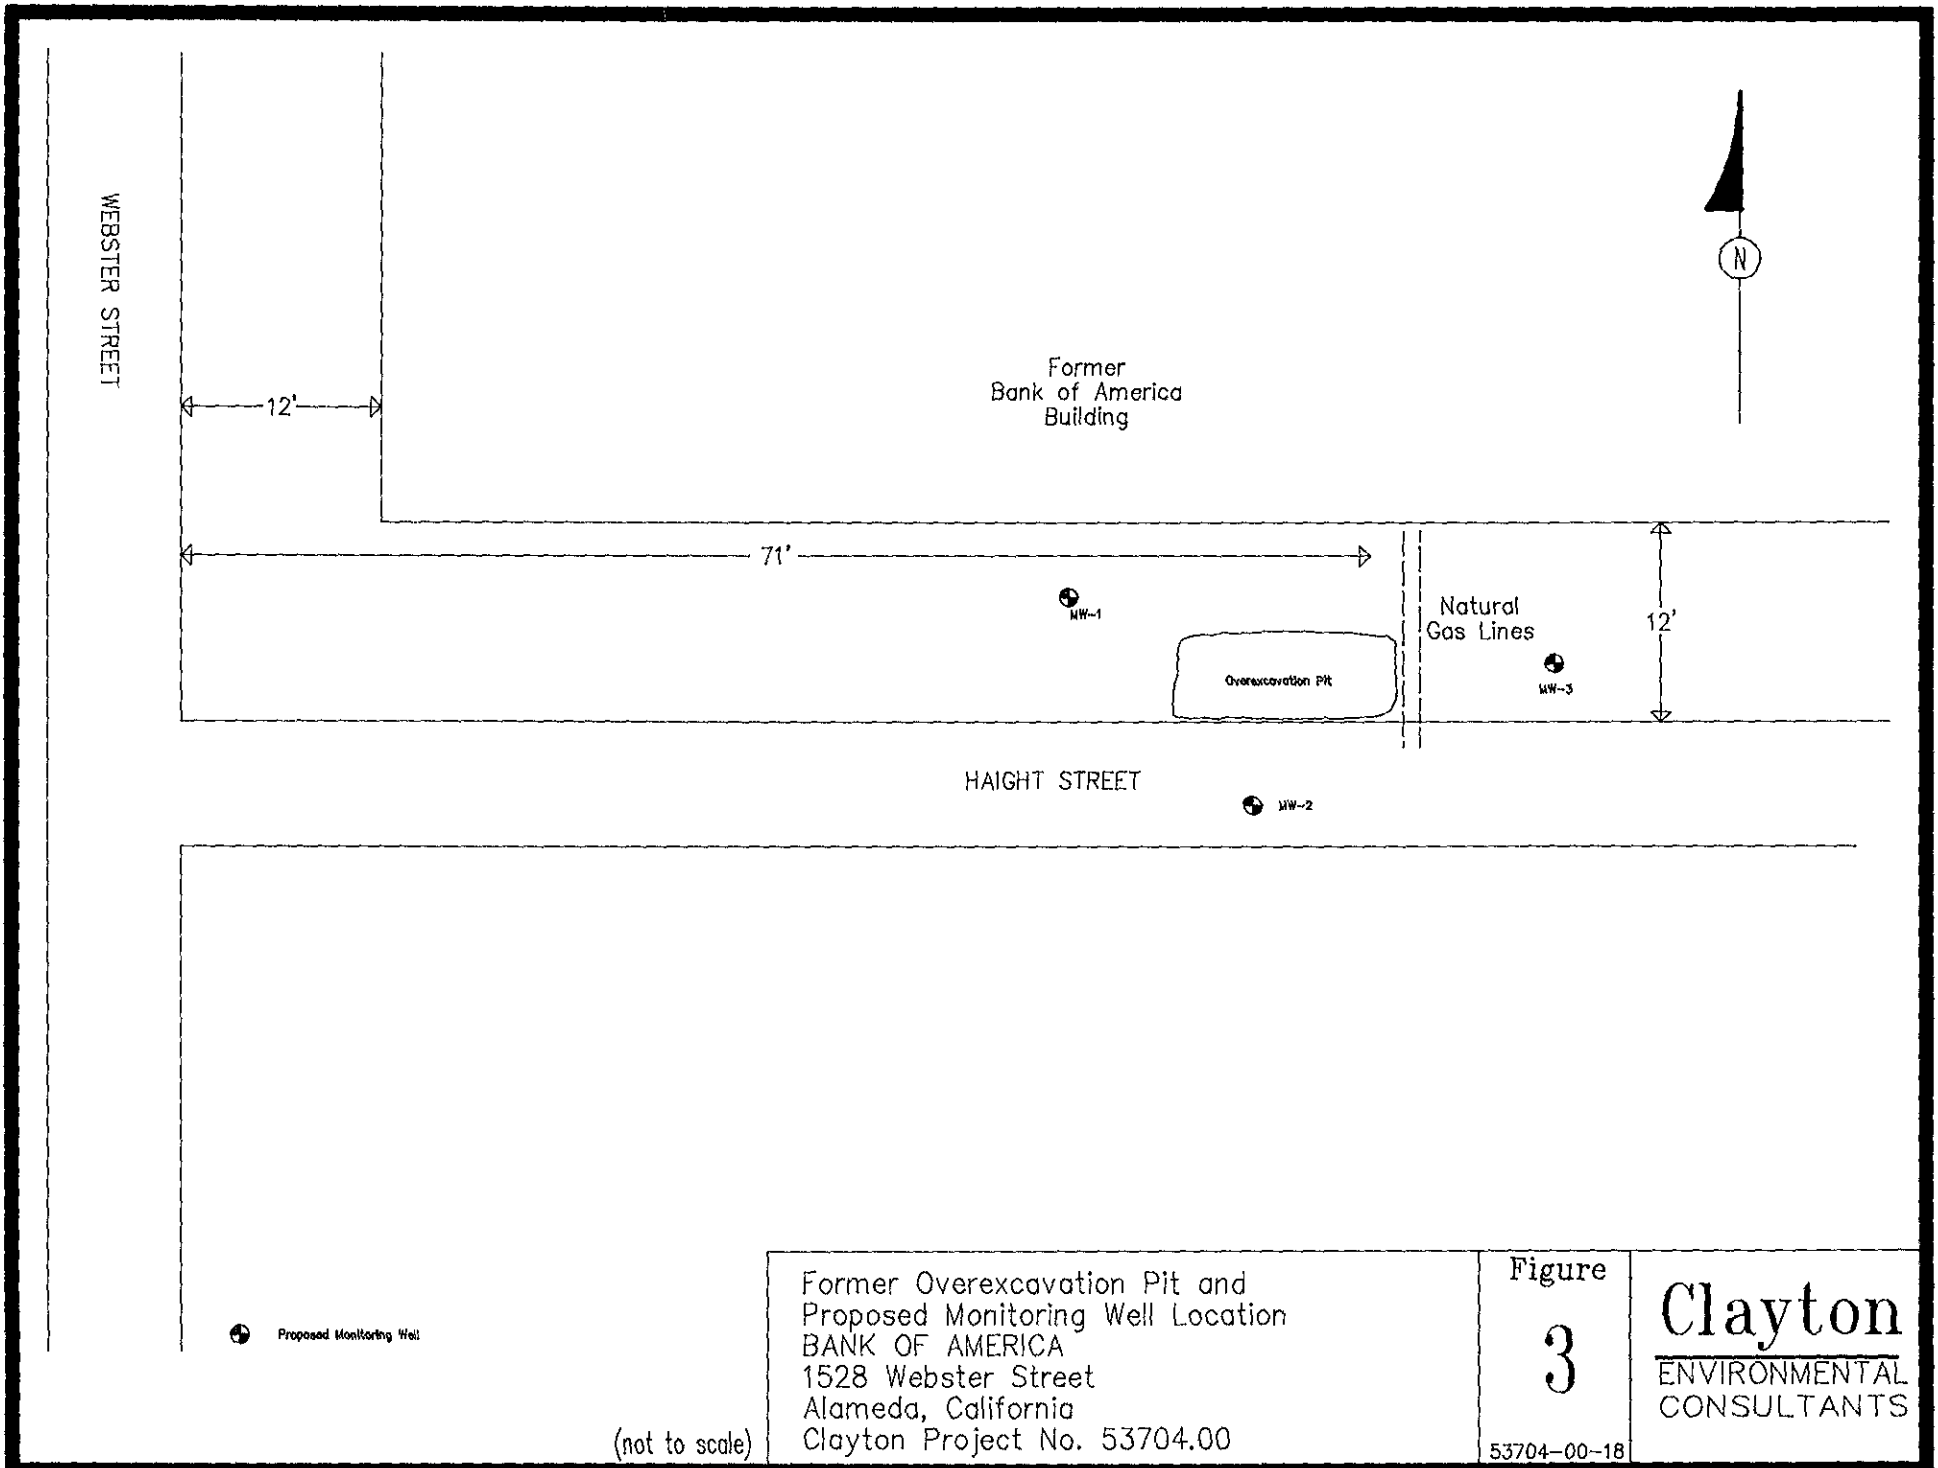 WEBSTER STREET
N
Former
Bank of America
Building
12'
71'
MW-1
Natural
Gas Lines
12'
Overexcavation Pit
MW-3
HAIGHT STREET
MW-2
Proposed Monitoring Well
(not to scale)
Former Overexcavation Pit and
Proposed Monitoring Well Location
BANK OF AMERICA
1528 Webster Street
Alameda, California
Clayton Project No. 53704.00
Figure
3
53704-00-18
Clayton
ENVIRONMENTAL
CONSULTANTS